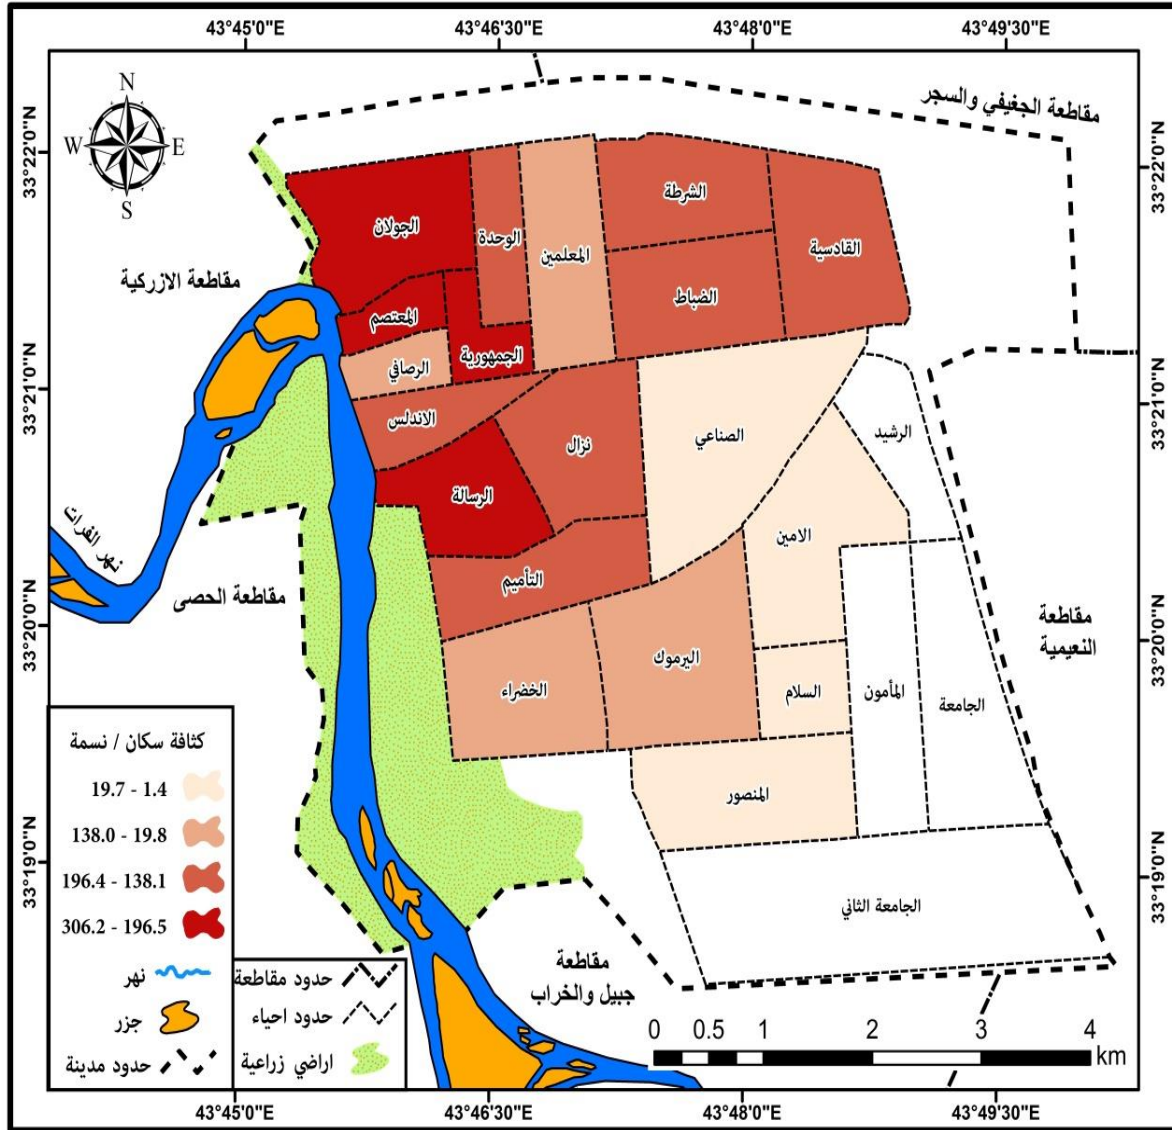 43°45'0"E
43°46'30"E
43°48'0"E
43°49'30"E
33°22'0"N
33°21'0"N
33°20'0"N
33°19'0"N
33°22'0"N
33°21'0"N
33°20'0"N
33°19'0"N
N
W
E
S
مقاطعة الجغيفي والسجر
الجولان
الوحدة
المعلمين
الشرطة
القادسية
الضباط
مقاطعة الازركية
المعتصم
الجمهورية
الرصافي
الاندلس
نزال
الصناعي
الرشيد
الرسالة
الامين
نهر الفرات
التأميم
مقاطعة الحصى
مقاطعة
النعيمية
اليرموك
الخضراء
السلام
المأمون
الجامعة
المنصور
الجامعة الثاني
مقاطعة
جبيل والخراب
كثافة سكان / نسمة
19.7 - 1.4
138.0 - 19.8
196.4 - 138.1
306.2 - 196.5
نهر
جزر
حدود مدينة
حدود مقاطعة
حدود احياء
اراضي زراعية
0 0.5 1 2 3 4
km
43°45'0"E
43°46'30"E
43°48'0"E
43°49'30"E